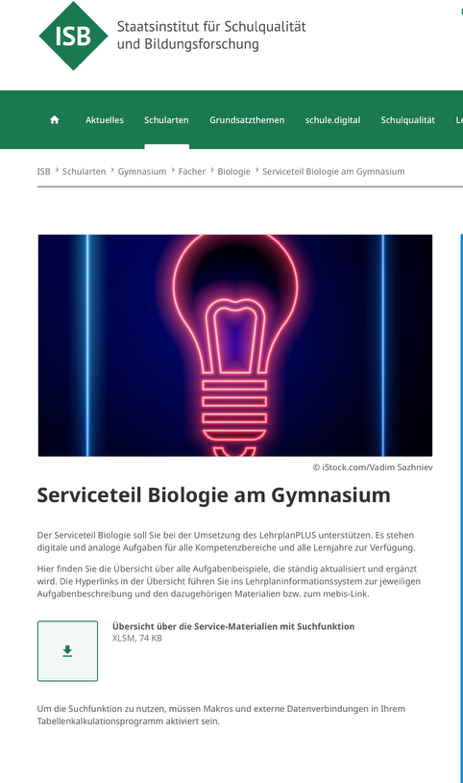 ISB
Staatsinstitut für Schulqualität
und Bildungsforschung
Aktuelles Schularten Grundsatzthemen schule.digital Schulqualität
ISB › Schularten › Gymnasium › Fächer › Biologie › Serviceteil Biologie am Gymnasium
© iStock.com/Vadim Sazhniev
Serviceteil Biologie am Gymnasium
Der Serviceteil Biologie soll Sie bei der Umsetzung des LehrplanPLUS unterstützen. Es stehen
digitale und analoge Aufgaben für alle Kompetenzbereiche und alle Lernjahre zur Verfügung.
Hier finden Sie die Übersicht über alle Aufgabenbeispiele, die ständig aktualisiert und ergänzt
wird. Die Hyperlinks in der Übersicht führen Sie ins Lehrplaninformationssystem zur jeweiligen
Aufgabenbeschreibung und den dazugehörigen Materialien bzw. zum mebis-Link.
Übersicht über die Service-Materialien mit Suchfunktion
XLSM, 74 KB
Um die Suchfunktion zu nutzen, müssen Makros und externe Datenverbindungen in Ihrem
Tabellenkalkulationsprogramm aktiviert sein.